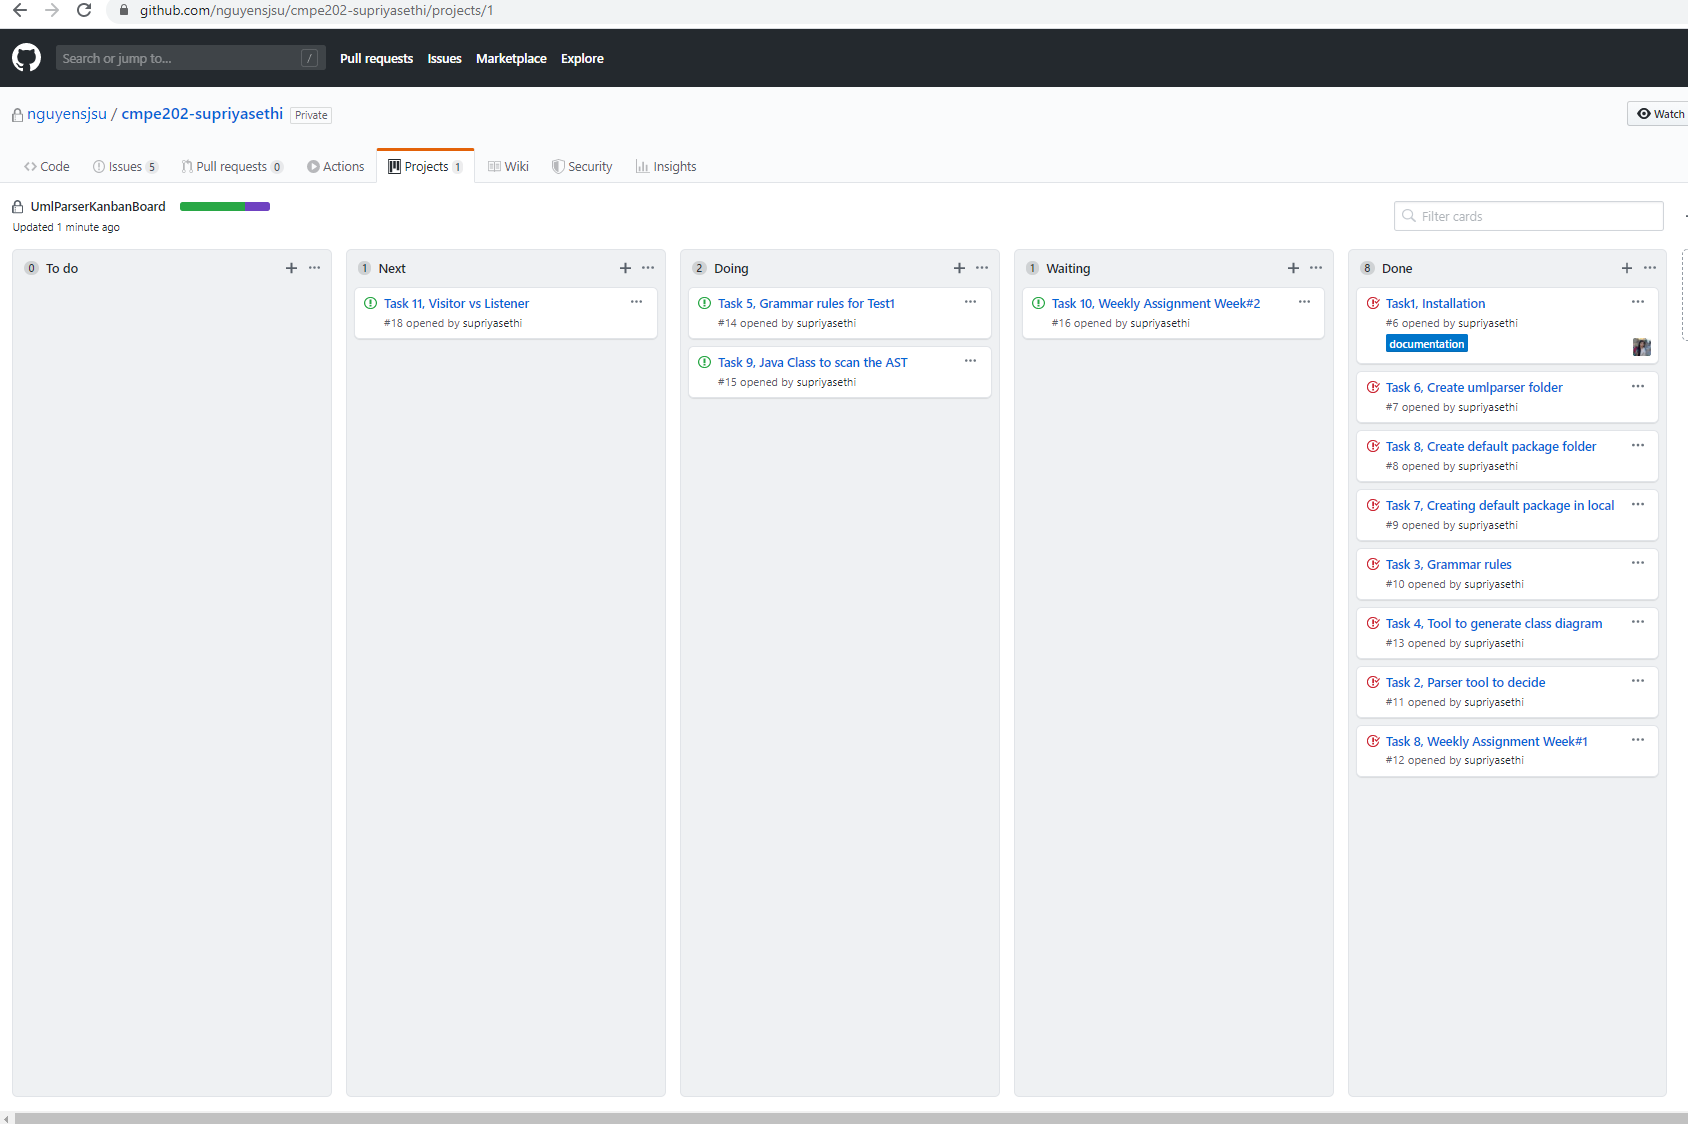 github.com/nguyensjsu/cmpe202-supriyasethi/projects/1
Search or jump to... /
Pull requests Issues Marketplace Explore
nguyensjsu / cmpe202-supriyasethi Private
Watch
Code Issues 5 Pull requests 0 Actions Projects 1 Wiki Security Insights
UmlParserKanbanBoard
Updated 1 minute ago
Filter cards
0 To do
1 Next
Task 11, Visitor vs Listener
#18 opened by supriyasethi
2 Doing
Task 5, Grammar rules for Test1
#14 opened by supriyasethi
Task 9, Java Class to scan the AST
#15 opened by supriyasethi
1 Waiting
Task 10, Weekly Assignment Week#2
#16 opened by supriyasethi
8 Done
Task1, Installation
#6 opened by supriyasethi
documentation
Task 6, Create umlparser folder
#7 opened by supriyasethi
Task 8, Create default package folder
#8 opened by supriyasethi
Task 7, Creating default package in local
#9 opened by supriyasethi
Task 3, Grammar rules
#10 opened by supriyasethi
Task 4, Tool to generate class diagram
#13 opened by supriyasethi
Task 2, Parser tool to decide
#11 opened by supriyasethi
Task 8, Weekly Assignment Week#1
#12 opened by supriyasethi